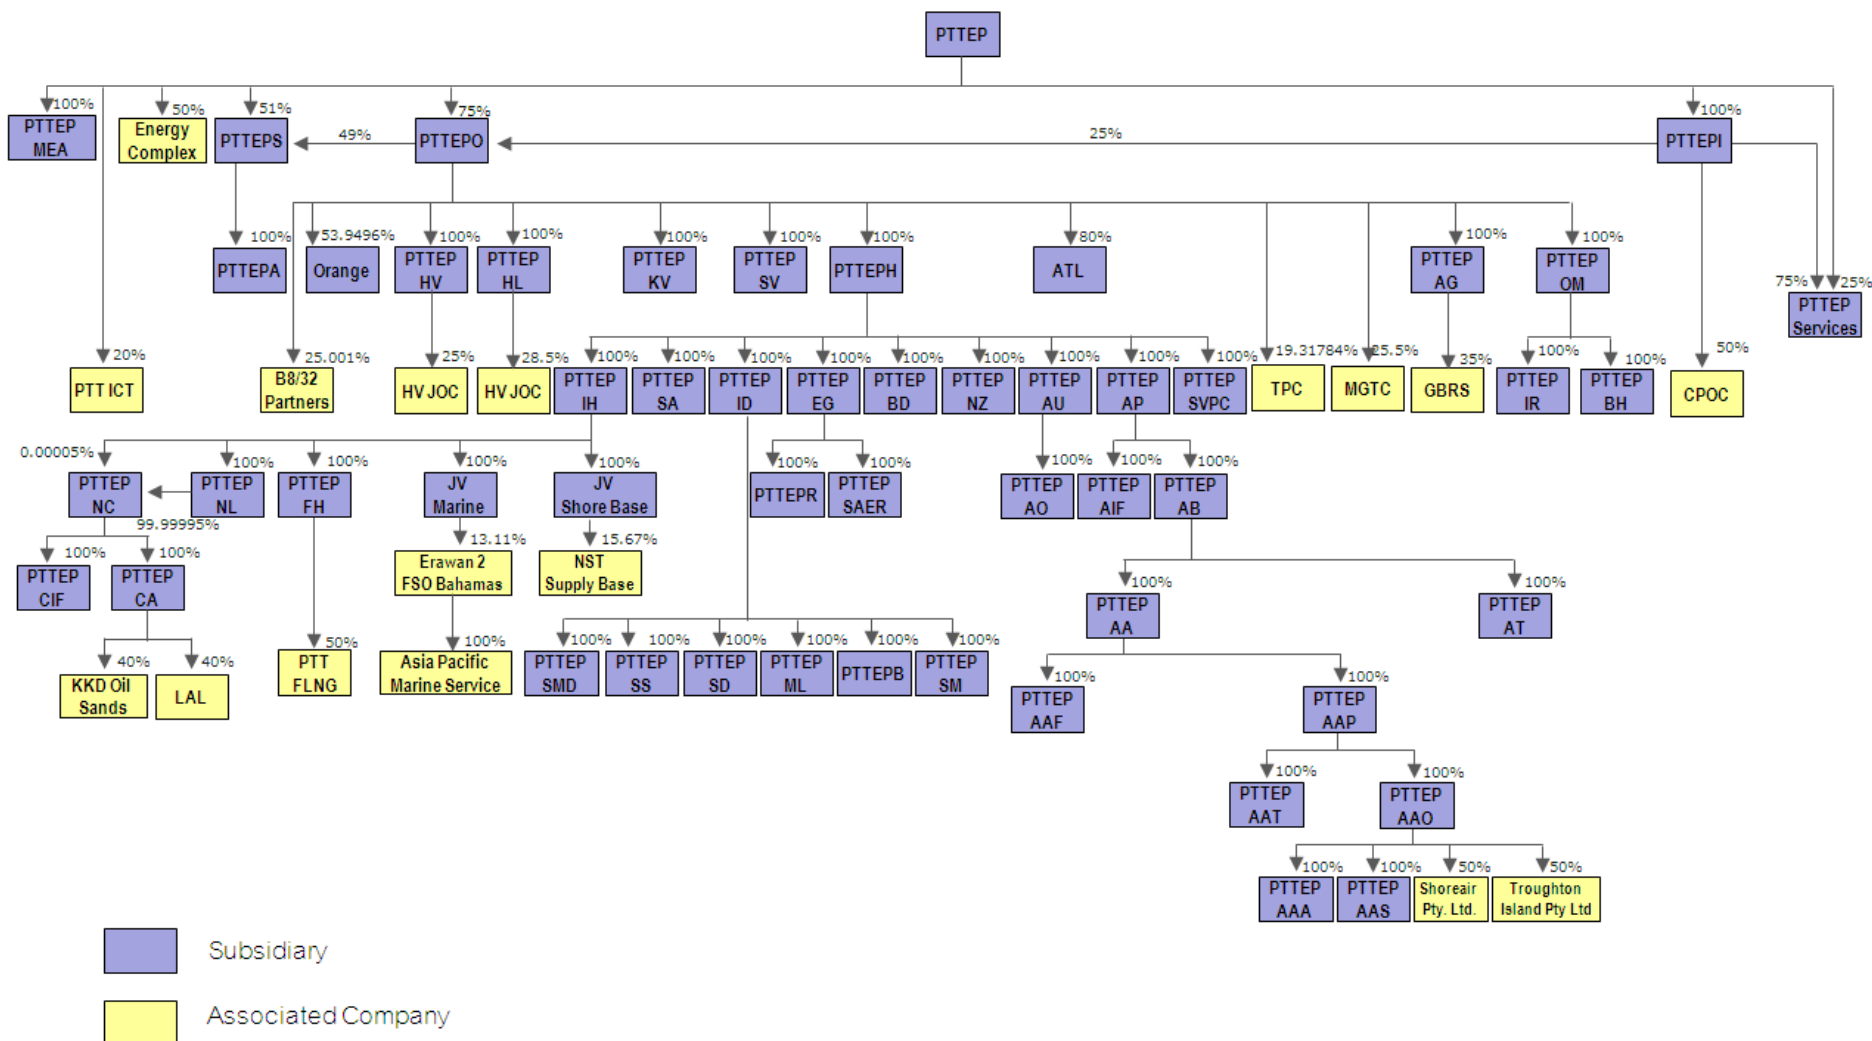 PTTEP
100%
50%
51%
75%
100%
PTTEP
MEA
Energy
Complex
PTTEPS
49%
PTTEPO
25%
PTTEPI
100%
53.9496%
100%
100%
100%
100%
100%
80%
100%
100%
PTTEPA
Orange
PTTEP
HV
PTTEP
HL
PTTEP
KV
PTTEP
SV
PTTEPH
ATL
PTTEP
AG
PTTEP
OM
75%
25%
PTTEP
Services
20%
25.001%
25%
28.5%
100%
100%
100%
100%
100%
100%
100%
100%
100%
19.31784%
25.5%
35%
100%
100%
50%
PTT ICT
B8/32
Partners
HV JOC
HV JOC
PTTEP
IH
PTTEP
SA
PTTEP
ID
PTTEP
EG
PTTEP
BD
PTTEP
NZ
PTTEP
AU
PTTEP
AP
PTTEP
SVPC
TPC
MGTC
GBRS
PTTEP
IR
PTTEP
BH
CPOC
0.00005%
100%
100%
100%
100%
100%
100%
100%
100%
100%
PTTEP
NC
PTTEP
NL
PTTEP
FH
JV
Marine
JV
Shore Base
PTTEPR
PTTEP
SAER
PTTEP
AO
PTTEP
AIF
PTTEP
AB
99.99995%
100%
100%
13.11%
15.67%
PTTEP
CIF
PTTEP
CA
Erawan 2
FSO Bahamas
NST
Supply Base
100%
100%
PTTEP
AA
PTTEP
AT
40%
40%
50%
100%
100%
100%
100%
100%
100%
100%
KKD Oil
Sands
LAL
PTT
FLNG
Asia Pacific
Marine Service
PTTEP
SMD
PTTEP
SS
PTTEP
SD
PTTEP
ML
PTTEPB
PTTEP
SM
100%
100%
PTTEP
AAF
PTTEP
AAP
100%
100%
PTTEP
AAT
PTTEP
AAO
100%
100%
50%
50%
PTTEP
AAA
PTTEP
AAS
Shoreair
Pty. Ltd.
Troughton
Island Pty Ltd
Subsidiary
Associated Company